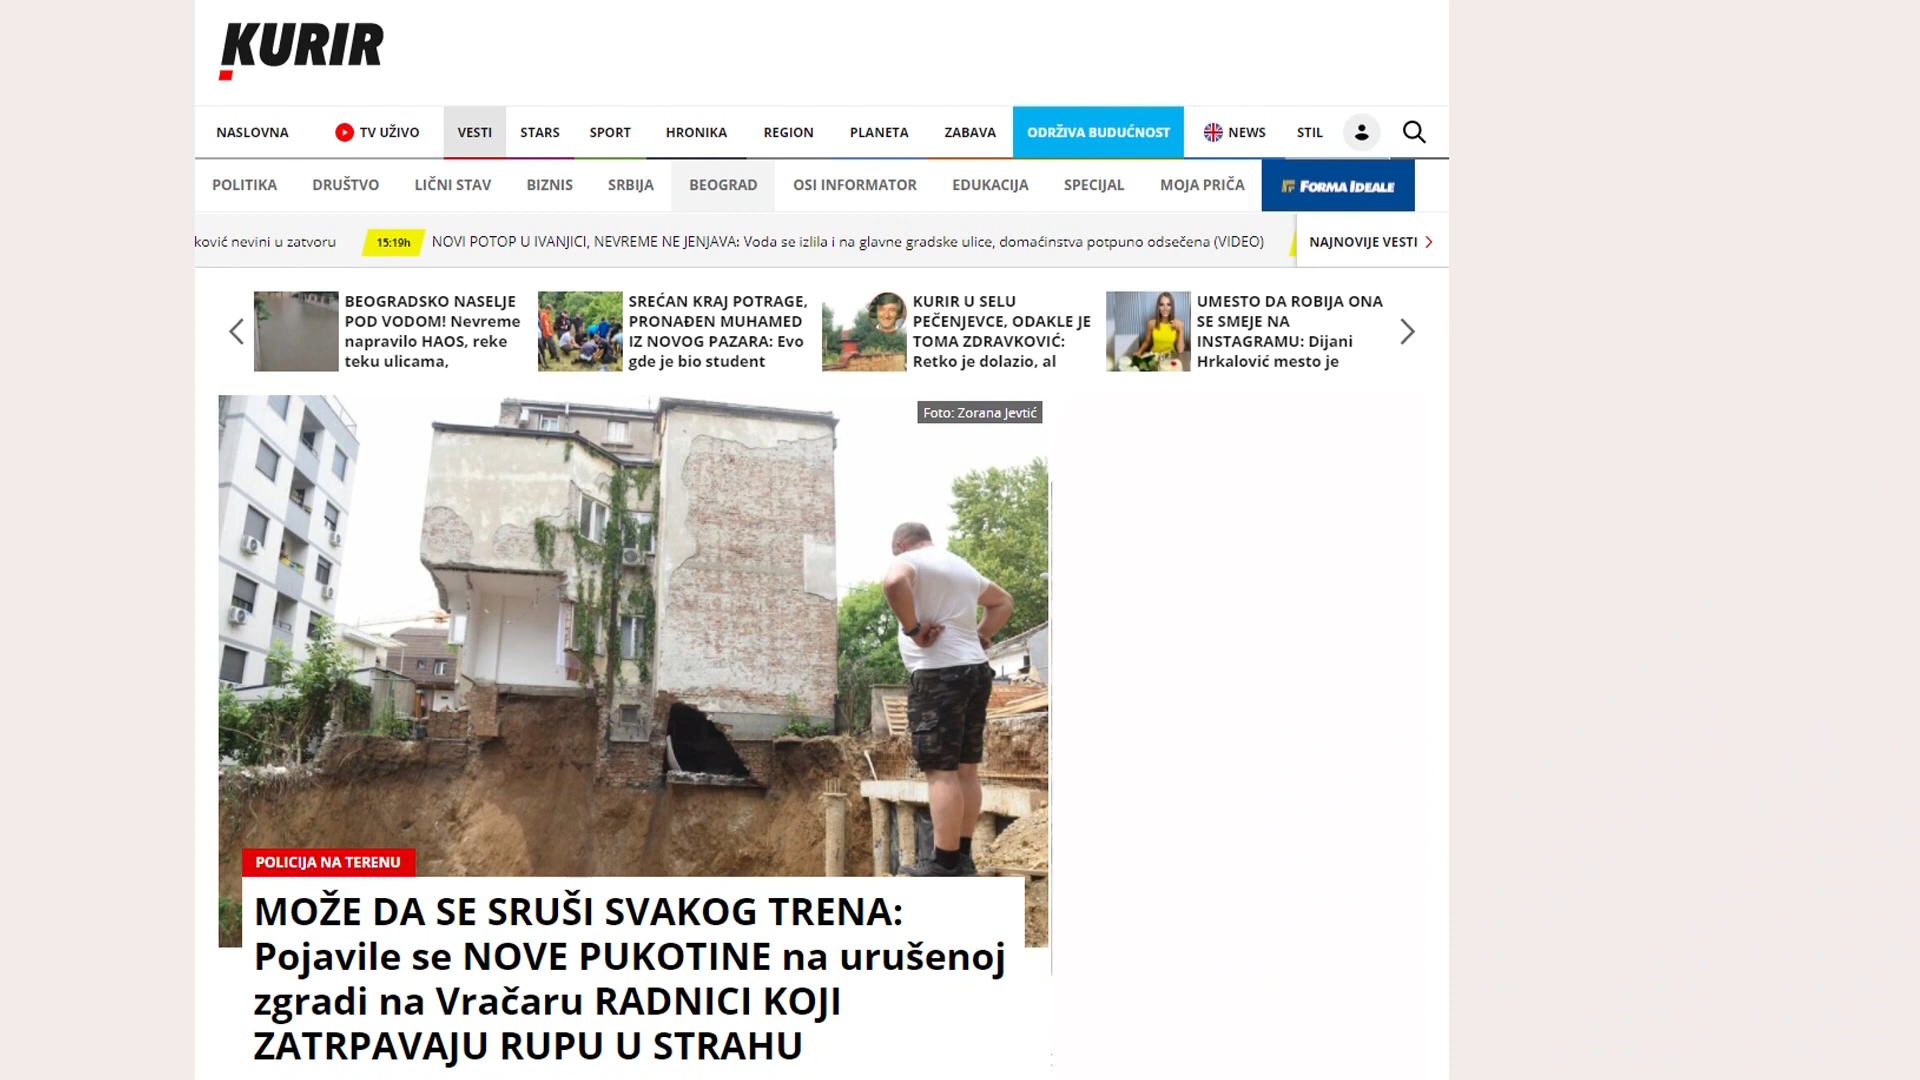 KURIR
NASLOVNA
TV UŽIVO
VESTI
STARS
SPORT
HRONIKA
REGION
PLANETA
ZABAVA
ODRŽIVA BUDUĆNOST
NEWS
STIL
POLITIKA
DRUŠTVO
LIČNI STAV
BIZNIS
SRBIJA
BEOGRAD
OSI INFORMATOR
EDUKACIJA
SPECIJAL
MOJA PRIČA
FORMA IDEALE
ković nevini u zatvoru
15:19h
NOVI POTOP U IVANJICI, NEVREME NE JENJAVA: Voda se izlila i na glavne gradske ulice, domaćinstva potpuno odsečena (VIDEO)
NAJNOVIJE VESTI
BEOGRADSKO NASELJE
POD VODOM! Nevreme
napravilo HAOS, reke
teku ulicama,
SREĆAN KRAJ POTRAGE,
PRONAĐEN MUHAMED
IZ NOVOG PAZARA: Evo
gde je bio student
KURIR U SELU
PEČENJEVCE, ODAKLE JE
TOMA ZDRAVKOVIĆ:
Retko je dolazio, al
UMESTO DA ROBIJA ONA
SE SMEJE NA
INSTAGRAMU: Dijani
Hrkalović mesto je
Foto: Zorana Jevtić
POLICIJA NA TERENU
MOŽE DA SE SRUŠI SVAKOG TRENA:
Pojavile se NOVE PUKOTINE na urušenoj
zgradi na Vračaru RADNICI KOJI
ZATRPAVAJU RUPU U STRAHU